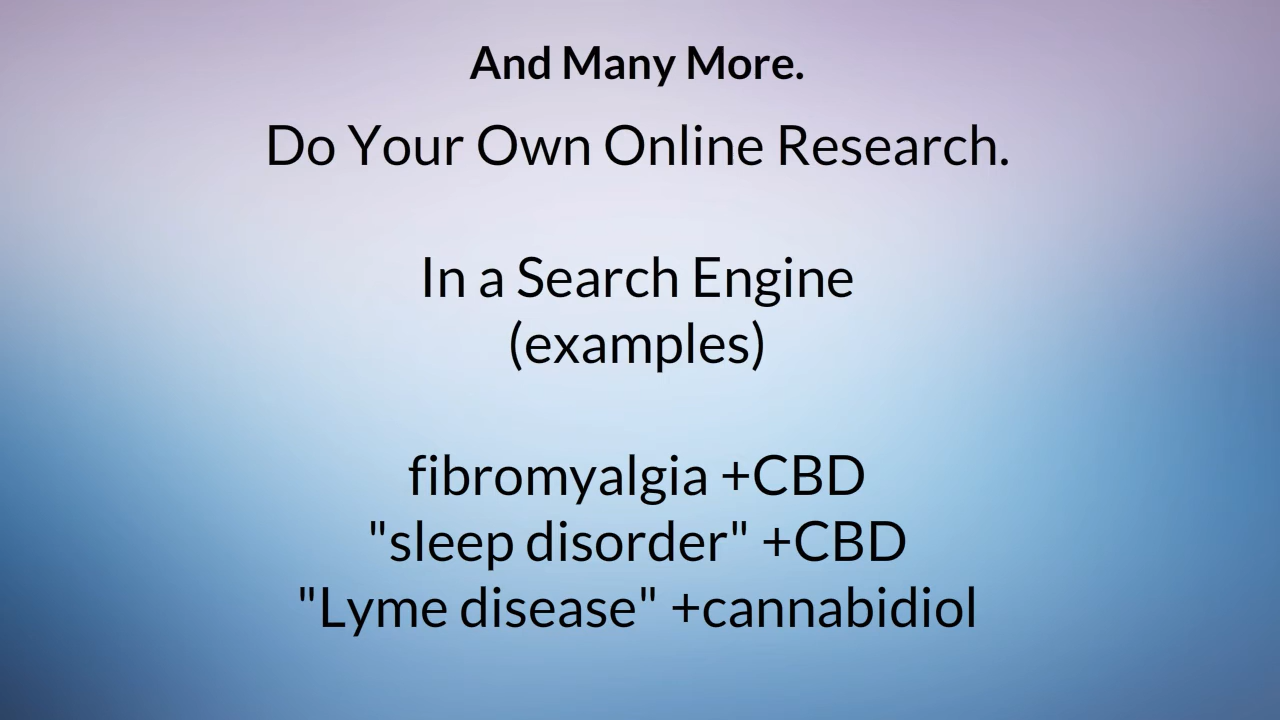 And Many More.
Do Your Own Online Research.
In a Search Engine
(examples)
fibromyalgia +CBD
"sleep disorder" +CBD
"Lyme disease" +cannabidiol